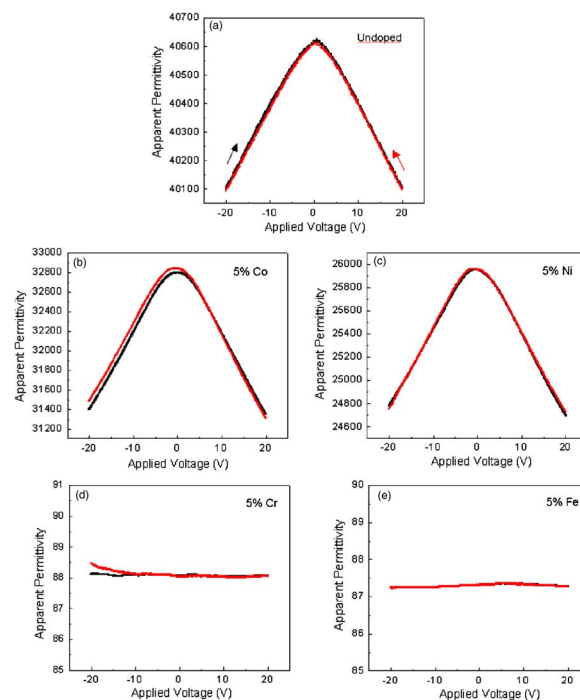 (a)
Undoped
40600
40500
40400
40300
40200
40100
Apparent Permittivity
-20 -10 0 10 20
Applied Voltage (V)
(b)
5% Co
33000
32800
32600
32400
32200
32000
31800
31600
31400
31200
Apparent Permittivity
-20 -10 0 10 20
Applied Voltage (V)
(c)
5% Ni
26000
25800
25600
25400
25200
25000
24800
24600
Apparent Permittivity
-20 -10 0 10 20
Applied Voltage (V)
(d)
5% Cr
91
90
89
88
87
86
85
Apparent Permittivity
-20 -10 0 10 20
Applied Voltage (V)
(e)
5% Fe
91
90
89
88
87
86
85
Apparent Permittivity
-20 -10 0 10 20
Applied Voltage (V)